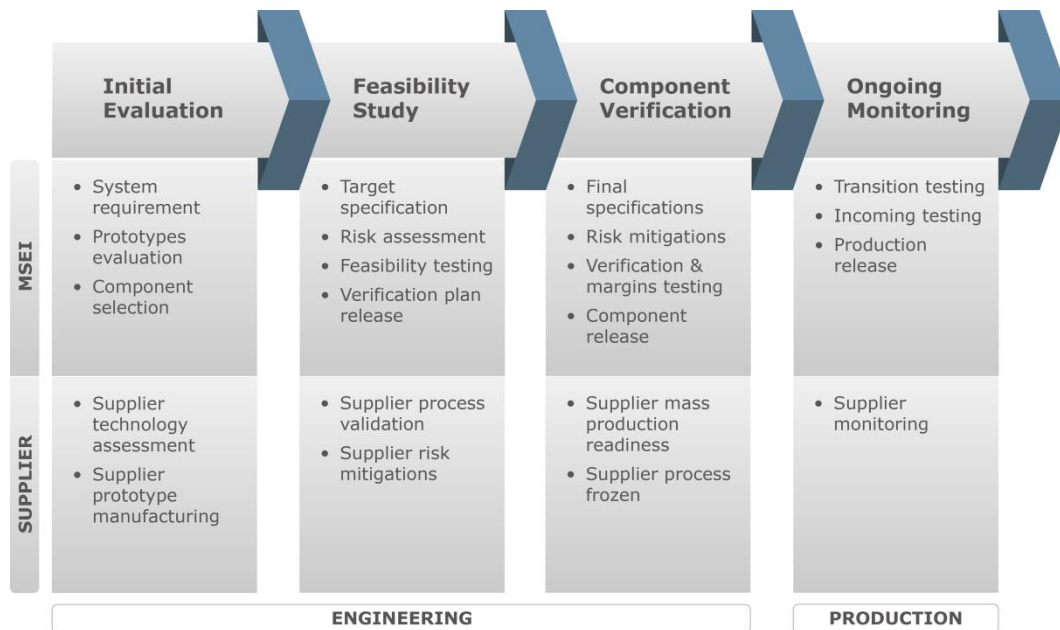 Initial
Evaluation
Feasibility
Study
Component
Verification
Ongoing
Monitoring
MSEI
• System
requirement
• Prototypes
evaluation
• Component
selection
• Target
specification
• Risk assessment
• Feasibility testing
• Verification plan
release
• Final
specifications
• Risk mitigations
• Verification &
margins testing
• Component
release
• Transition testing
• Incoming testing
• Production
release
SUPPLIER
• Supplier
technology
assessment
• Supplier
prototype
manufacturing
• Supplier process
validation
• Supplier risk
mitigations
• Supplier mass
production
readiness
• Supplier process
frozen
• Supplier
monitoring
ENGINEERING
PRODUCTION